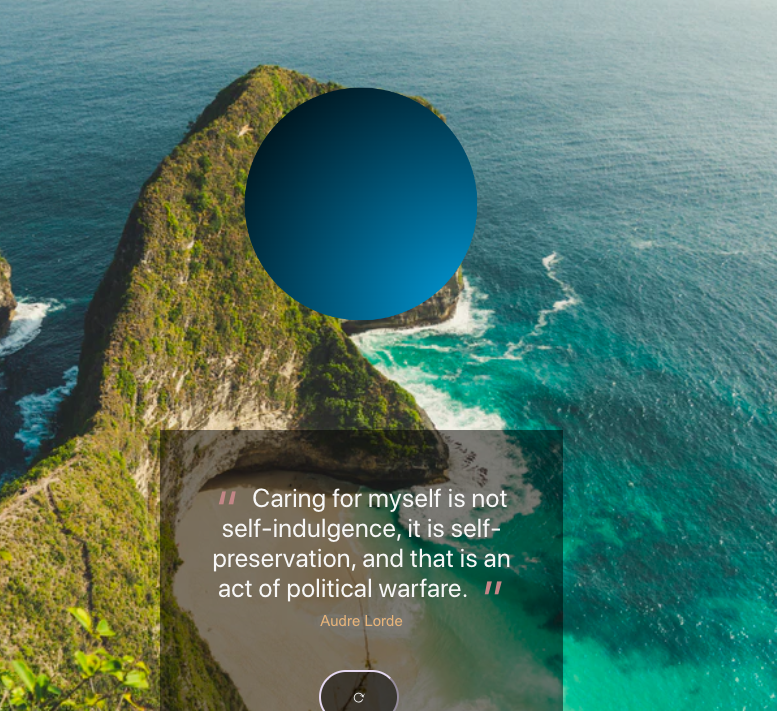 " Caring for myself is not
self-indulgence, it is self-
preservation, and that is an
act of political warfare. "
Audre Lorde